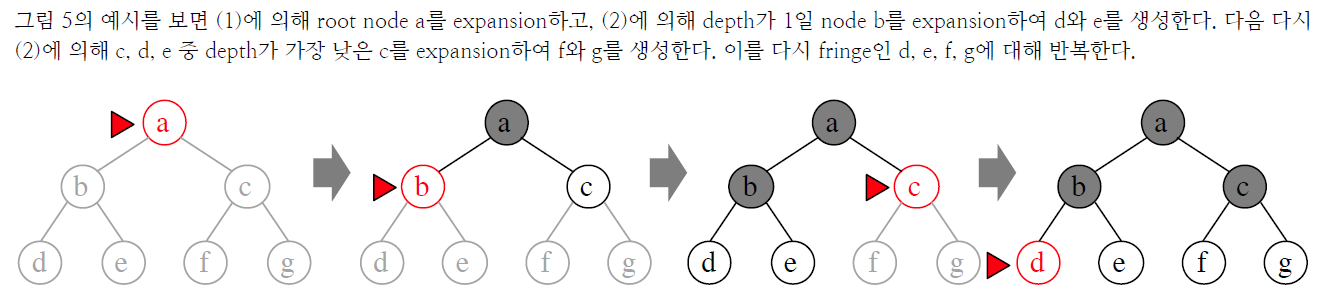 그림 5의 예시를 보면 (1)에 의해 root node a를 expansion하고, (2)에 의해 depth가 1일 node b를 expansion하여 d와 e를 생성한다. 다음 다시
(2)에 의해 c, d, e 중 depth가 가장 낮은 c를 expansion하여 f와 g를 생성한다. 이를 다시 fringe인 d, e, f, g에 대해 반복한다.
a
b c
d e f g
a
b c
d e f g
a
b c
d e f g
a
b c
d e f g